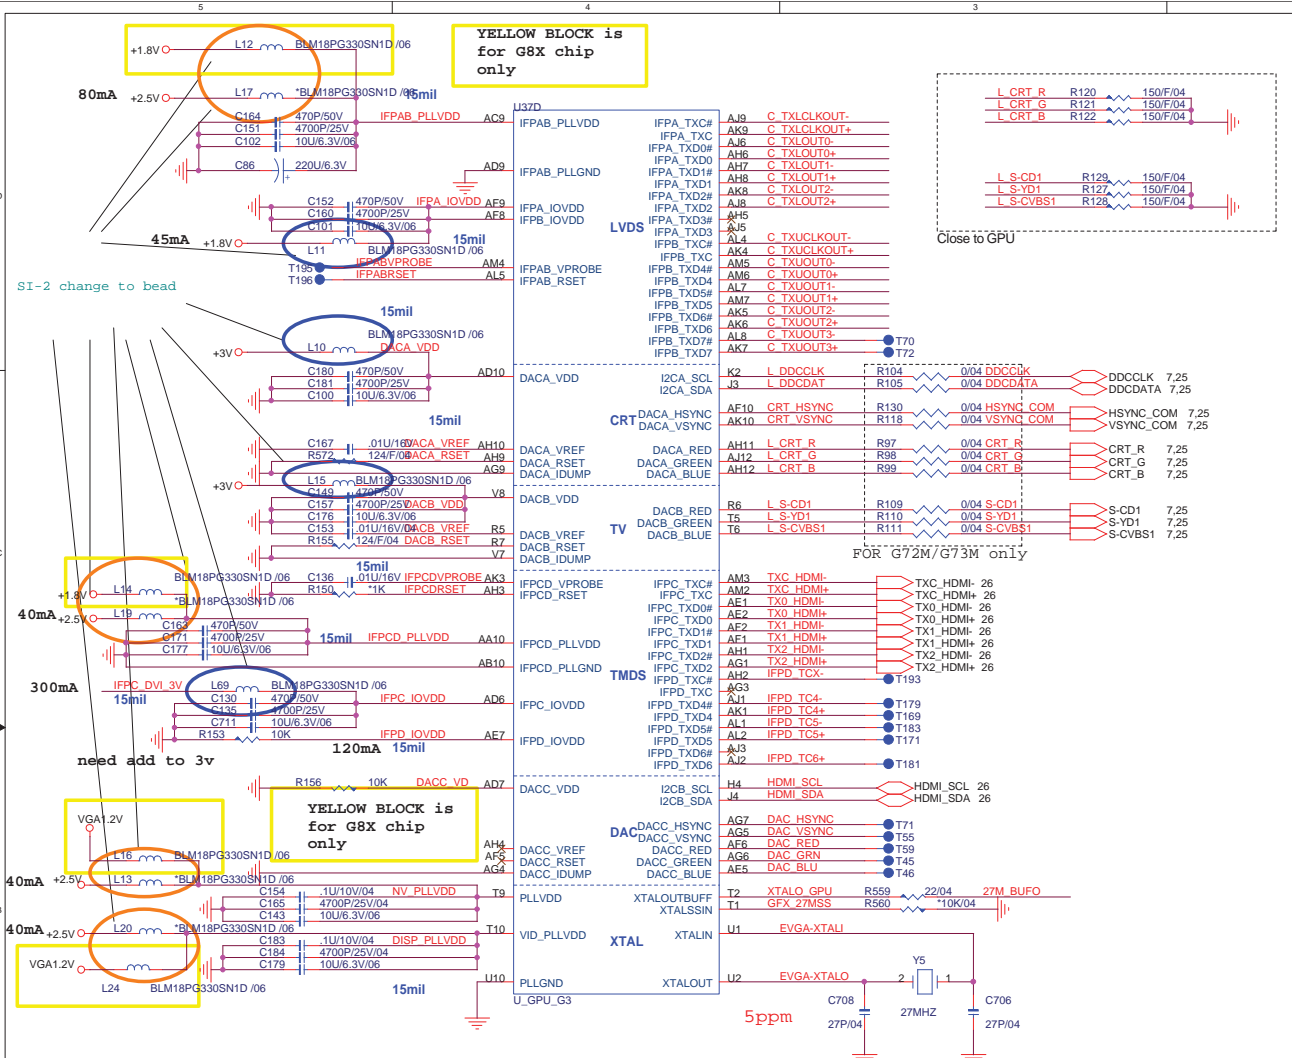 5 4 3
YELLOW BLOCK is
for G8X chip
only
+1.8V L12 BLM18PG330SN1D /06
80mA +2.5V L17 *BLM18PG330SN1D /06 15mil
C164 470P/50V IFPAB_PLLVDD AC9
C151 4700P/25V
C102 10U/6.3V/06
C86 220U/6.3V +
AD9
C152 470P/50V IFPA_IOVDD AF9
C160 4700P/25V AF8
C101 10U/6.3V/06
45mA +1.8V 15mil
L11 BLM18PG330SN1D /06
T195 IFPABVPROBE AM4
T196 IFPABRSET AL5
SI-2 change to bead
15mil
BLM18PG330SN1D /06
+3V L10 DACA_VDD
C180 470P/50V AD10
C181 4700P/25V
C100 10U/6.3V/06
15mil
C167 .01U/16V DACA_VREF AH10
R572 124/F/04 DACA_RSET AH9
AG9
+3V L15 BLM18PG330SN1D /06
C149 470P/50V V8
C157 4700P/25V DACB_VDD
C176 10U/6.3V/06
C153 .01U/16V/04 DACB_VREF R5
R155 124/F/04 DACB_RSET R7
V7
15mil
BLM18PG330SN1D /06
C136 .01U/16V IFPCDVPROBE AK3
R150 *1K IFPCDRSET AH3
+1.8V L14
*BLM18PG330SN1D /06
40mA +2.5V L19
C163 470P/50V
C171 4700P/25V 15mil IFPCD_PLLVDD AA10
C177 10U/6.3V/06
AB10
300mA IFPC_DVI_3V L69 BLM18PG330SN1D /06
15mil
C130 470P/50V IFPC_IOVDD AD6
C135 4700P/25V
C711 10U/6.3V/06
R153 10K IFPD_IOVDD AE7
120mA 15mil
need add to 3v
R156 10K DACC_VD AD7
YELLOW BLOCK is
for G8X chip
only
VGA1.2V
L16 BLM18PG330SN1D /06
40mA +2.5V L13 *BLM18PG330SN1D /06
AH4
AF5
AG4
C154 .1U/10V/04 NV_PLLVDD T9
C165 4700P/25V/04
C143 10U/6.3V/06
40mA +2.5V L20 *BLM18PG330SN1D /06 T10
C183 .1U/10V/04 DISP_PLLVDD
C184 4700P/25V/04
C179 10U/6.3V/06
VGA1.2V
L24 BLM18PG330SN1D /06
U10
15mil
U37D
IFPAB_PLLVDD
IFPAB_PLLGND
IFPA_IOVDD
IFPB_IOVDD
IFPAB_VPROBE
IFPAB_RSET
DACA_VDD
DACA_VREF
DACA_RSET
DACA_IDUMP
DACB_VDD
DACB_VREF
DACB_RSET
DACB_IDUMP
IFPCD_VPROBE
IFPCD_RSET
IFPCD_PLLVDD
IFPCD_PLLGND
IFPC_IOVDD
IFPD_IOVDD
DACC_VDD
DACC_VREF
DACC_RSET
DACC_IDUMP
PLLVDD
VID_PLLVDD
PLLGND
U_GPU_G3
LVDS
CRT
TV
TMDS
DAC
XTAL
IFPA_TXC# AJ9 C_TXLCLKOUT-
IFPA_TXC AK9 C_TXLCLKOUT+
IFPA_TXD0# AJ6 C_TXLOUT0-
IFPA_TXD0 AH6 C_TXLOUT0+
IFPA_TXD1# AH7 C_TXLOUT1-
IFPA_TXD1 AH8 C_TXLOUT1+
IFPA_TXD2# AK8 C_TXLOUT2-
IFPA_TXD2 AJ8 C_TXLOUT2+
IFPA_TXD3# AH5
IFPA_TXD3 AJ5
IFPB_TXC# AL4 C_TXUCLKOUT-
IFPB_TXC AK4 C_TXUCLKOUT+
IFPB_TXD4# AM5 C_TXUOUT0-
IFPB_TXD4 AM6 C_TXUOUT0+
IFPB_TXD5# AL7 C_TXUOUT1-
IFPB_TXD5 AM7 C_TXUOUT1+
IFPB_TXD6# AK5 C_TXUOUT2-
IFPB_TXD6 AK6 C_TXUOUT2+
IFPB_TXD7# AL8 C_TXUOUT3- T70
IFPB_TXD7 AK7 C_TXUOUT3+ T72
I2CA_SCL K2 L_DDCCLK R104 0/04 DDCCLK DDCCLK 7,25
I2CA_SDA J3 L_DDCDAT R105 0/04 DDCDATA DDCDATA 7,25
DACA_HSYNC AF10 CRT_HSYNC R130 0/04 HSYNC_COM HSYNC_COM 7,25
DACA_VSYNC AK10 CRT_VSYNC R118 0/04 VSYNC_COM VSYNC_COM 7,25
DACA_RED AH11 L_CRT_R R97 0/04 CRT_R CRT_R 7,25
DACA_GREEN AJ12 L_CRT_G R98 0/04 CRT_G CRT_G 7,25
DACA_BLUE AH12 L_CRT_B R99 0/04 CRT_B CRT_B 7,25
DACB_RED R6 L_S-CD1 R109 0/04 S-CD1 S-CD1 7,25
DACB_GREEN T5 L_S-YD1 R110 0/04 S-YD1 S-YD1 7,25
DACB_BLUE T6 L_S-CVBS1 R111 0/04 S-CVBS1 S-CVBS1 7,25
FOR G72M/G73M only
IFPC_TXC# AM3 TXC_HDMI- TXC_HDMI- 26
IFPC_TXC AM2 TXC_HDMI+ TXC_HDMI+ 26
IFPC_TXD0# AE1 TX0_HDMI- TX0_HDMI- 26
IFPC_TXD0 AE2 TX0_HDMI+ TX0_HDMI+ 26
IFPC_TXD1# AF2 TX1_HDMI- TX1_HDMI- 26
IFPC_TXD1 AF1 TX1_HDMI+ TX1_HDMI+ 26
IFPC_TXD2# AH1 TX2_HDMI- TX2_HDMI- 26
IFPC_TXD2 AG1 TX2_HDMI+ TX2_HDMI+ 26
IFPD_TXC# AH2 IFPD_TCX- T193
IFPD_TXC AG3
IFPD_TXD4# AJ1 IFPD_TC4- T179
IFPD_TXD4 AK1 IFPD_TC4+ T169
IFPD_TXD5# AL1 IFPD_TC5- T183
IFPD_TXD5 AL2 IFPD_TC5+ T171
IFPD_TXD6# AJ3
IFPD_TXD6 AJ2 IFPD_TC6+ T181
I2CB_SCL H4 HDMI_SCL HDMI_SCL 26
I2CB_SDA J4 HDMI_SDA HDMI_SDA 26
DACC_HSYNC AG7 DAC_HSYNC T71
DACC_VSYNC AG5 DAC_VSYNC T55
DACC_RED AF6 DAC_RED T59
DACC_GREEN AG6 DAC_GRN T45
DACC_BLUE AE5 DAC_BLU T46
XTALOUTBUFF T2 XTALO_GPU R559 22/04 27M_BUFO
XTALSSIN T1 GFX_27MSS R560 *10K/04
XTALIN U1 EVGA-XTALI
XTALOUT U2 EVGA-XTALO 2 Y5 1
27MHZ
C708 C706
27P/04 27P/04
5ppm
L_CRT_R R120 150/F/04
L_CRT_G R121 150/F/04
L_CRT_B R122 150/F/04
L_S-CD1 R129 150/F/04
L_S-YD1 R127 150/F/04
L_S-CVBS1 R128 150/F/04
Close to GPU